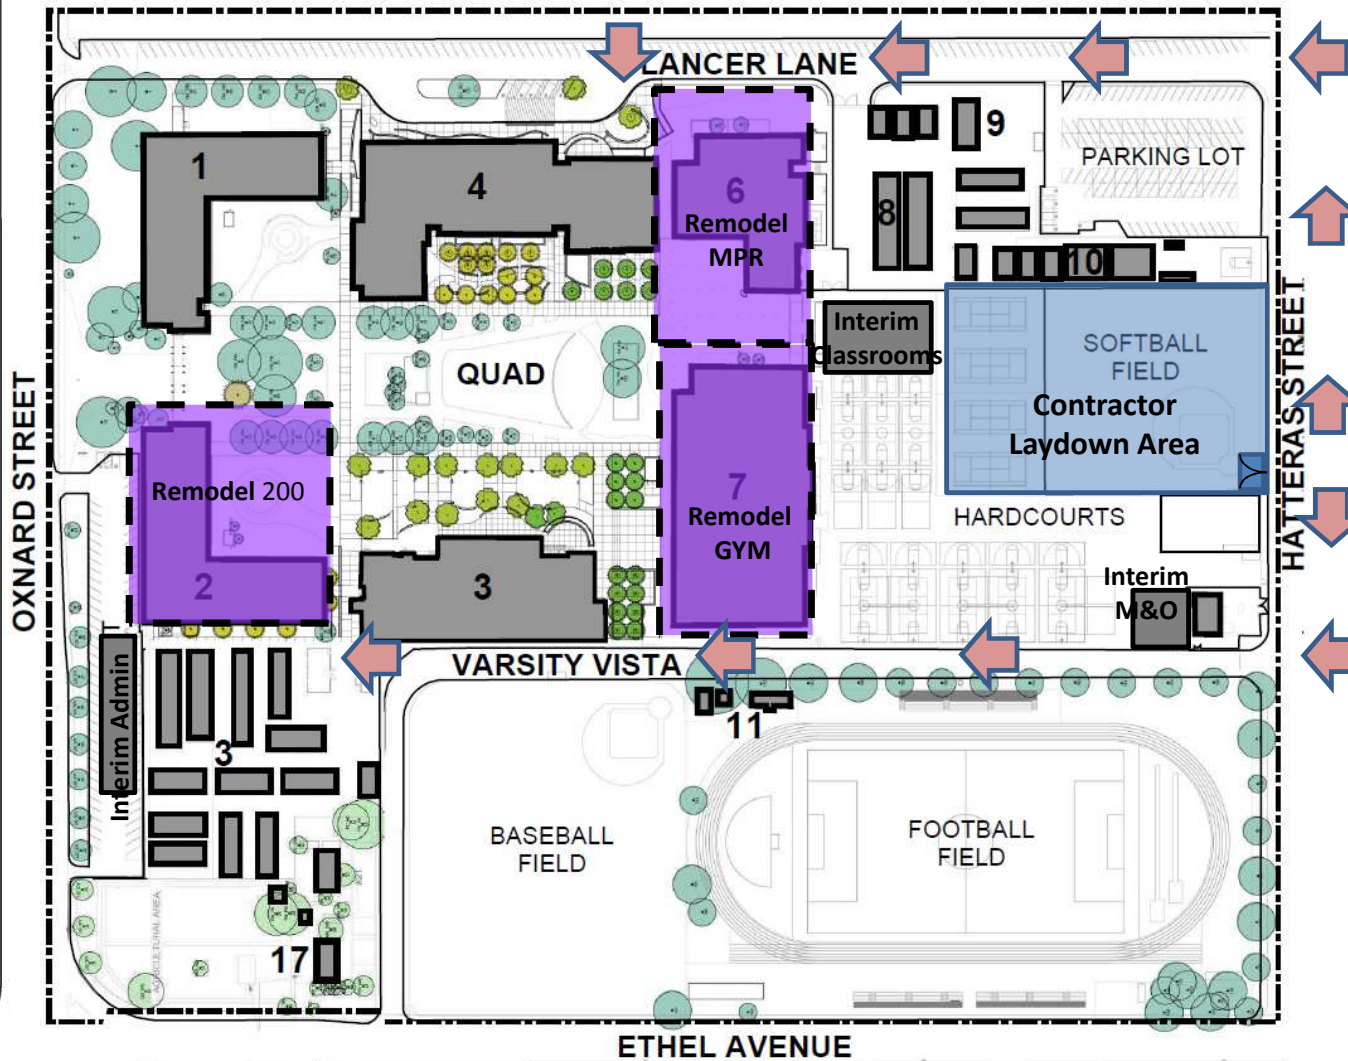 LANCER LANE
1
4
6
Remodel
MPR
8
9
PARKING LOT
10
Interim
Classrooms
SOFTBALL
FIELD
Contractor
Laydown Area
QUAD
OXNARD STREET
HATTERAS STREET
Remodel 200
2
3
7
Remodel
GYM
HARDCOURTS
Interim
M&O
VARSITY VISTA
Interim Admin
3
11
BASEBALL
FIELD
FOOTBALL
FIELD
AGRICULTURAL AREA
17
ETHEL AVENUE